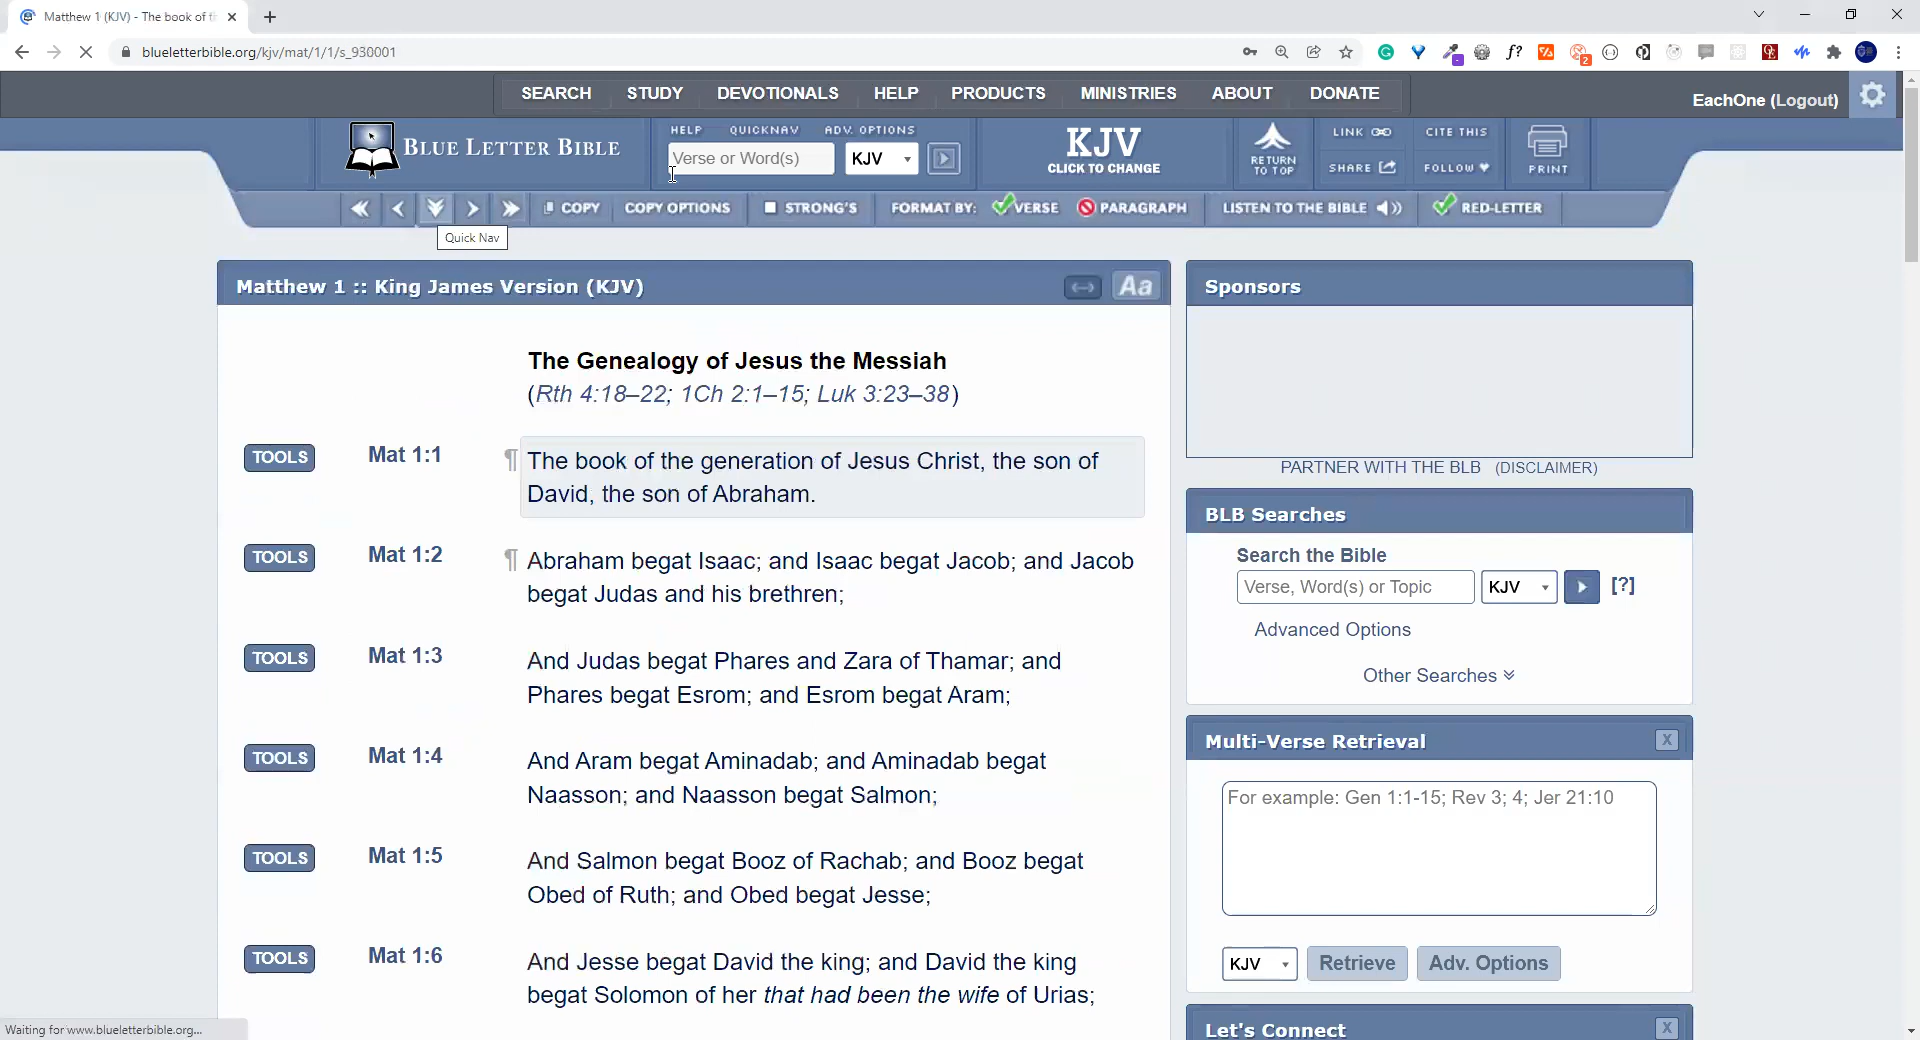 Matthew 1 (KJV) - The book of th
blueletterbible.org/kjv/mat/1/1/s_930001
SEARCH STUDY DEVOTIONALS HELP PRODUCTS MINISTRIES ABOUT DONATE
EachOne (Logout)
BLUE LETTER BIBLE
HELP QUICKNAV ADV. OPTIONS
Verse or Word(s) KJV
KJV
CLICK TO CHANGE
RETURN
TO TOP
LINK CITE THIS
SHARE FOLLOW
PRINT
COPY COPY OPTIONS STRONG'S FORMAT BY: VERSE PARAGRAPH LISTEN TO THE BIBLE RED-LETTER
Quick Nav
Matthew 1 :: King James Version (KJV)
Aa
The Genealogy of Jesus the Messiah
(Rth 4:18–22; 1Ch 2:1–15; Luk 3:23–38)
TOOLS Mat 1:1 ¶ The book of the generation of Jesus Christ, the son of
David, the son of Abraham.
TOOLS Mat 1:2 ¶ Abraham begat Isaac; and Isaac begat Jacob; and Jacob
begat Judas and his brethren;
TOOLS Mat 1:3 And Judas begat Phares and Zara of Thamar; and
Phares begat Esrom; and Esrom begat Aram;
TOOLS Mat 1:4 And Aram begat Aminadab; and Aminadab begat
Naasson; and Naasson begat Salmon;
TOOLS Mat 1:5 And Salmon begat Booz of Rachab; and Booz begat
Obed of Ruth; and Obed begat Jesse;
TOOLS Mat 1:6 And Jesse begat David the king; and David the king
begat Solomon of her that had been the wife of Urias;
Sponsors
PARTNER WITH THE BLB (DISCLAIMER)
BLB Searches
Search the Bible
Verse, Word(s) or Topic KJV [?]
Advanced Options
Other Searches
Multi-Verse Retrieval X
For example: Gen 1:1-15; Rev 3; 4; Jer 21:10
KJV Retrieve Adv. Options
Let's Connect X
Waiting for www.blueletterbible.org...